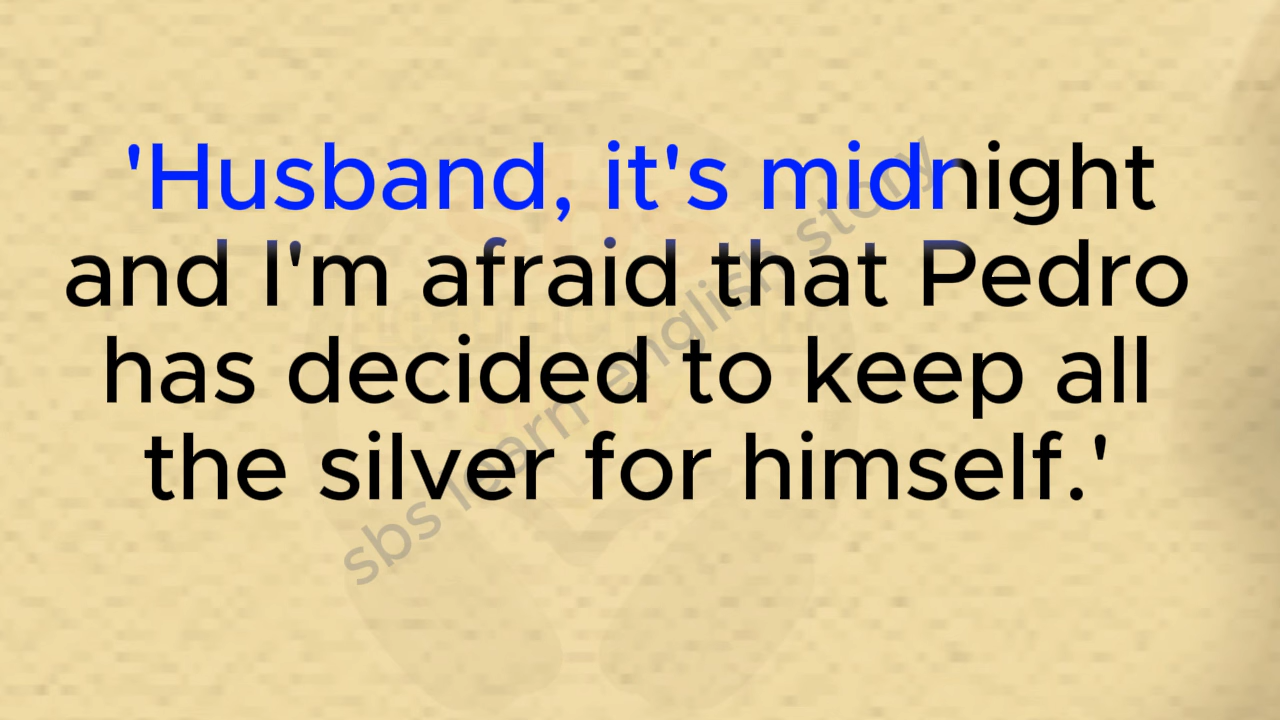 'Husband, it's midnight
and I'm afraid that Pedro
has decided to keep all
the silver for himself.'
sbs learn english story